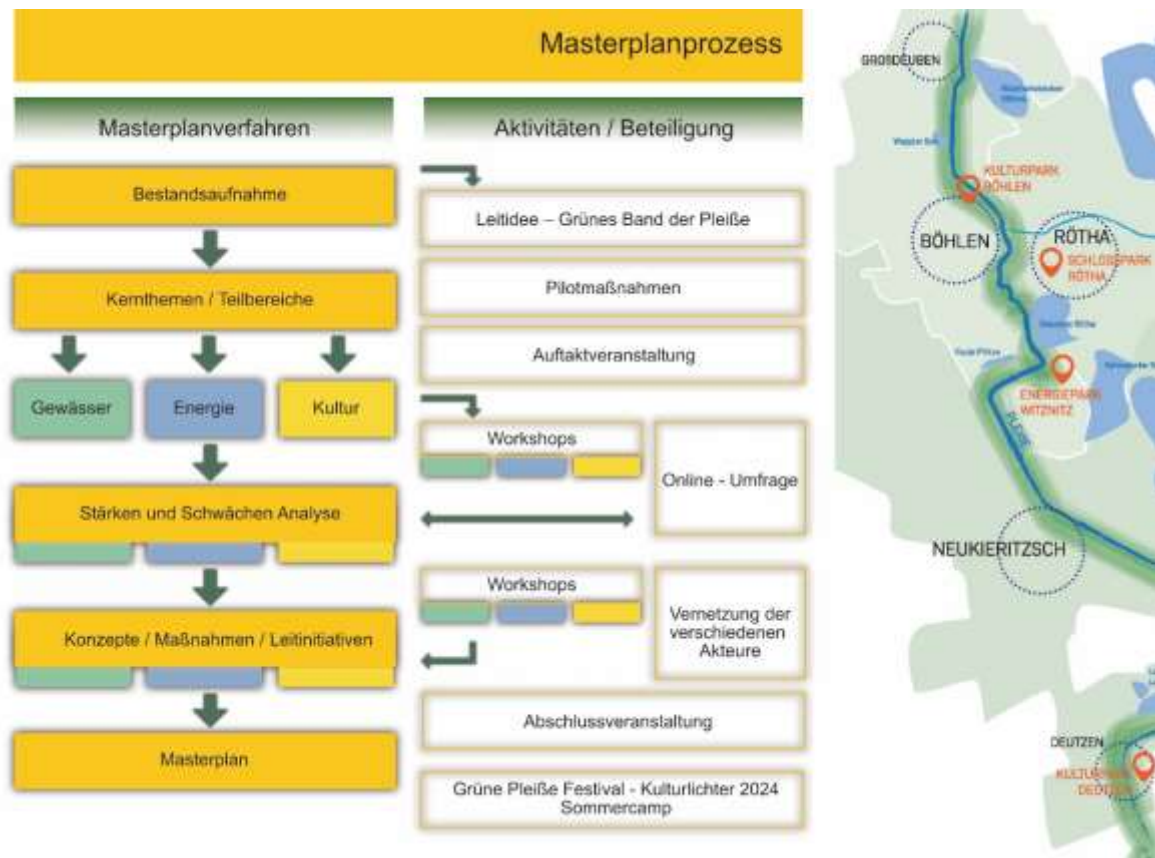 Masterplanprozess
Masterplanverfahren
Bestandsaufnahme
Kernthemen / Teilbereiche
Gewässer
Energie
Kultur
Stärken und Schwächen Analyse
Konzepte / Maßnahmen / Leitinitiativen
Masterplan
Aktivitäten / Beteiligung
Leitidee – Grünes Band der Pleiße
Pilotmaßnahmen
Auftaktveranstaltung
Workshops
Online - Umfrage
Workshops
Vernetzung der
verschiedenen
Akteure
Abschlussveranstaltung
Grüne Pleiße Festival - Kulturlichter 2024
Sommercamp
GROSDEUBEN
KULTURPARK
BÖHLEN
BÖHLEN
RÖTHA
SCHLOSSPARK
RÖTHA
ENERGIEPARK
WITZNITZ
PLEIßE
NEUKIERITZSCH
DEUTZEN
KULTURPARK
DEUTZEN